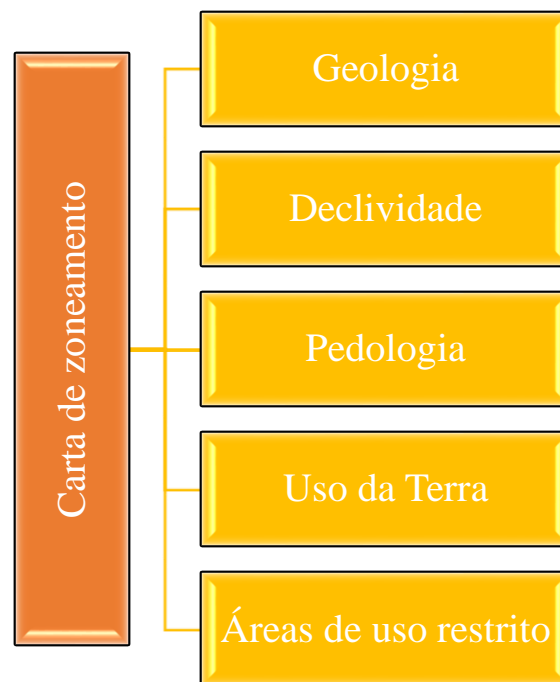 Carta de zoneamento
Geologia
Declividade
Pedologia
Uso da Terra
Áreas de uso restrito